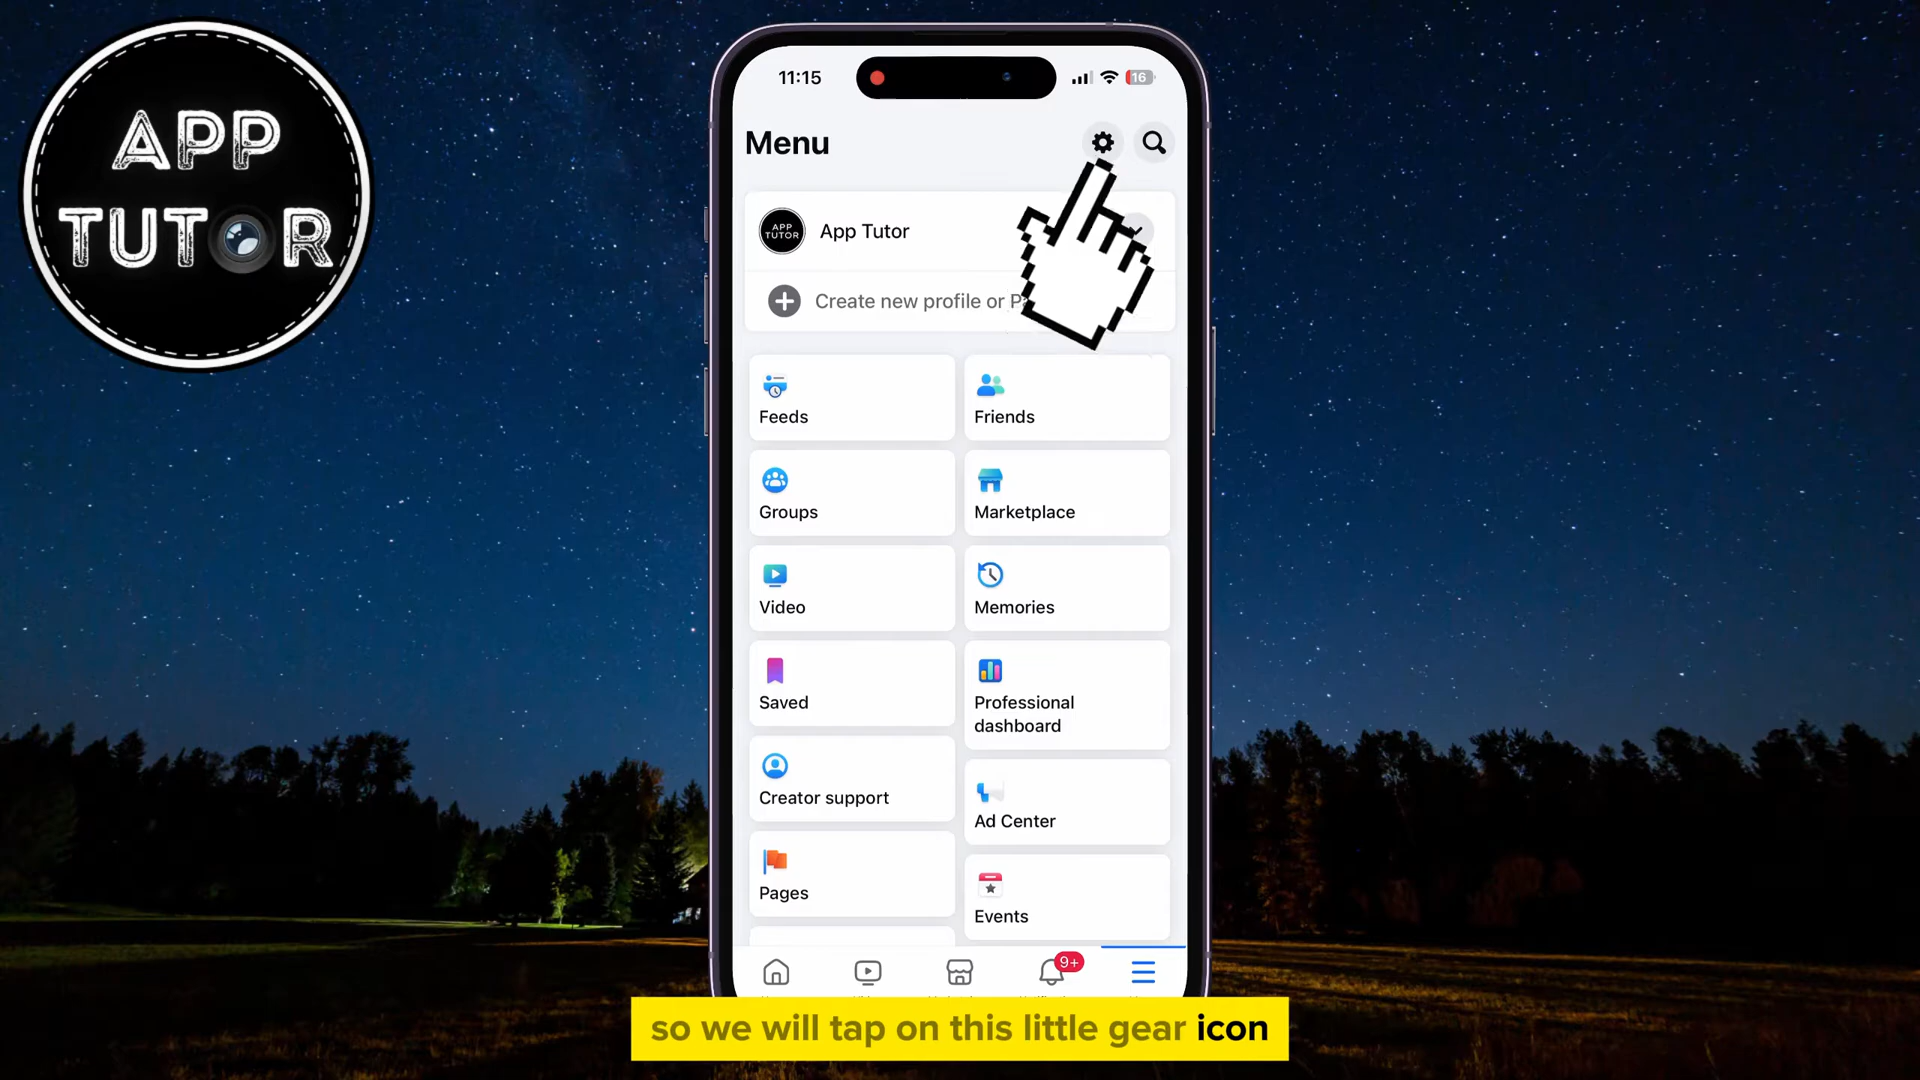 APP
TUTOR
11:15
16
Menu
APP
TUTOR
App Tutor
Create new profile or P
Feeds
Friends
Groups
Marketplace
Video
Memories
Saved
Professional
dashboard
Creator support
Ad Center
Pages
Events
9+
so we will tap on this little gear icon